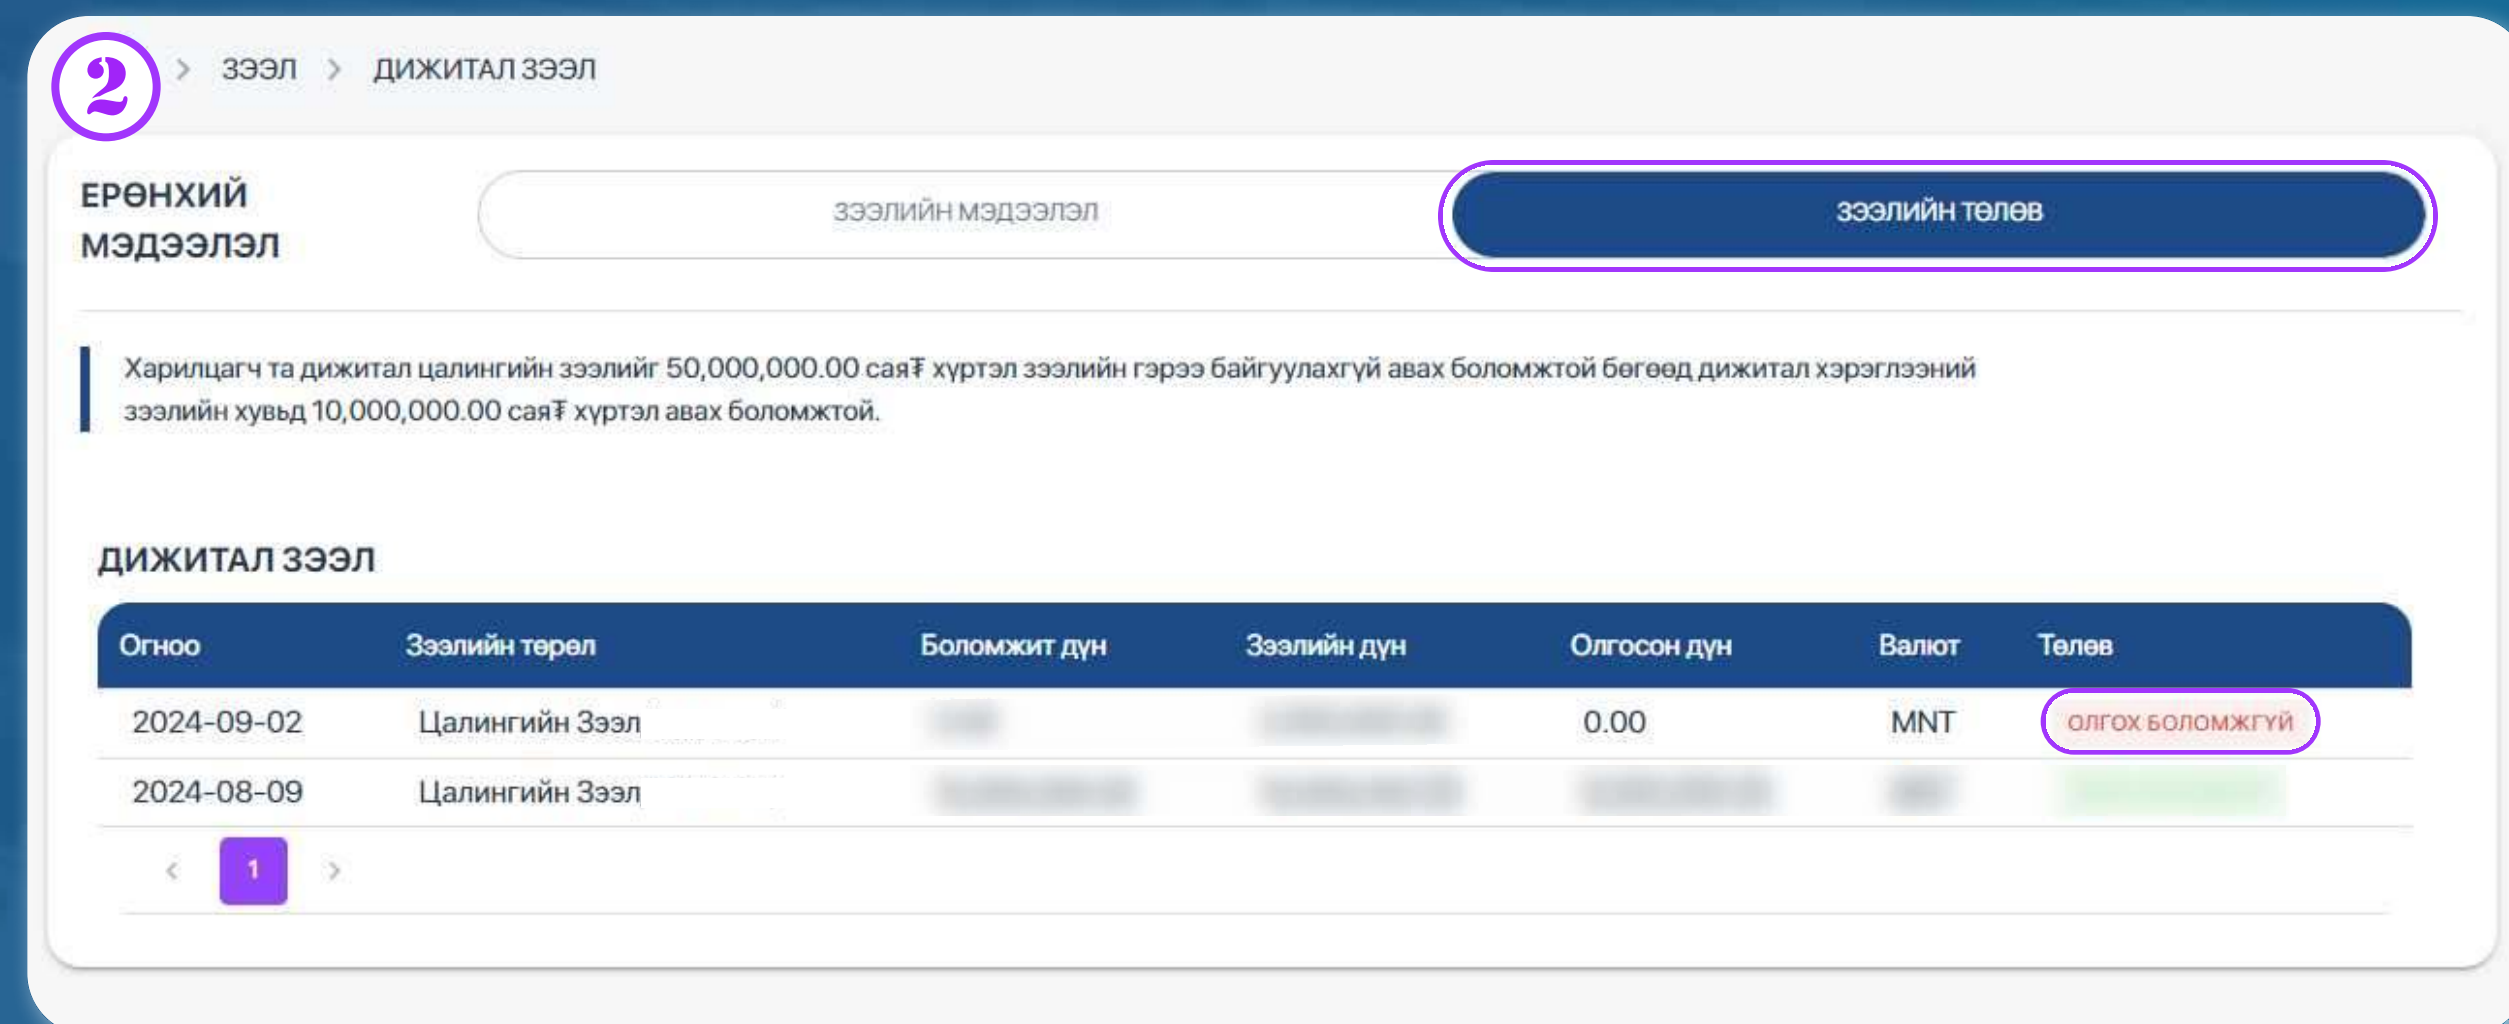 2 > ЗЭЭЛ > ДИЖИТАЛ ЗЭЭЛ
ЕРӨНХИЙ
МЭДЭЭЛЭЛ
ЗЭЭЛИЙН МЭДЭЭЛЭЛ
ЗЭЭЛИЙН ТӨЛӨВ
Харилцагч та дижитал цалингийн зээлийг 50,000,000.00 сая₮ хүртэл зээлийн гэрээ байгуулахгүй авах боломжтой бөгөөд дижитал хэрэглээний
зээлийн хувьд 10,000,000.00 сая₮ хүртэл авах боломжтой.
ДИЖИТАЛ ЗЭЭЛ
Огноо Зээлийн төрөл Боломжит дүн Зээлийн дүн Олгосон дүн Валют Төлөв
2024-09-02 Цалингийн Зээл 0.00 MNT ОЛГОХ БОЛОМЖГҮЙ
2024-08-09 Цалингийн Зээл
< 1 >